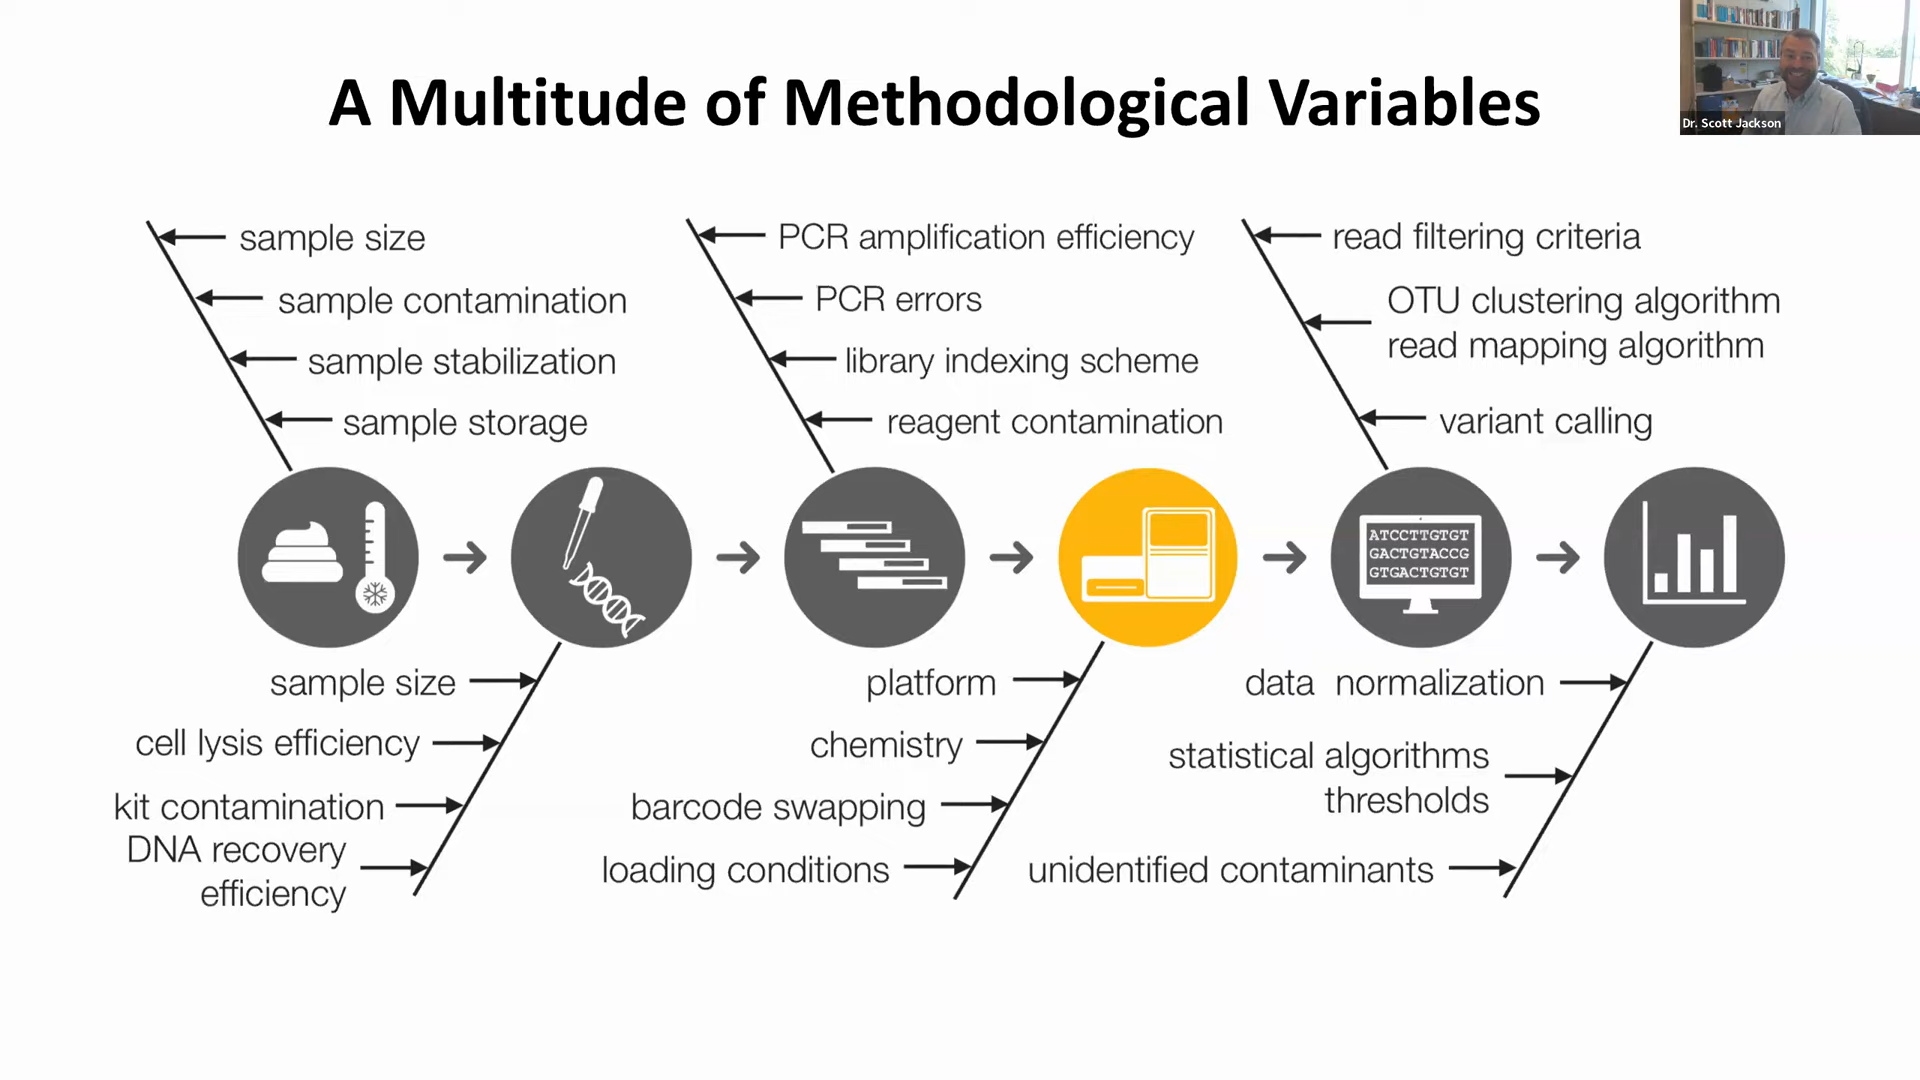 A Multitude of Methodological Variables
Dr. Scott Jackson
sample size
sample contamination
sample stabilization
sample storage
PCR amplification efficiency
PCR errors
library indexing scheme
reagent contamination
read filtering criteria
OTU clustering algorithm
read mapping algorithm
variant calling
ATCCTTGTGT
GACTGTACCG
GTGACTGTGT
sample size
cell lysis efficiency
kit contamination
DNA recovery
efficiency
platform
chemistry
barcode swapping
loading conditions
data normalization
statistical algorithms
thresholds
unidentified contaminants